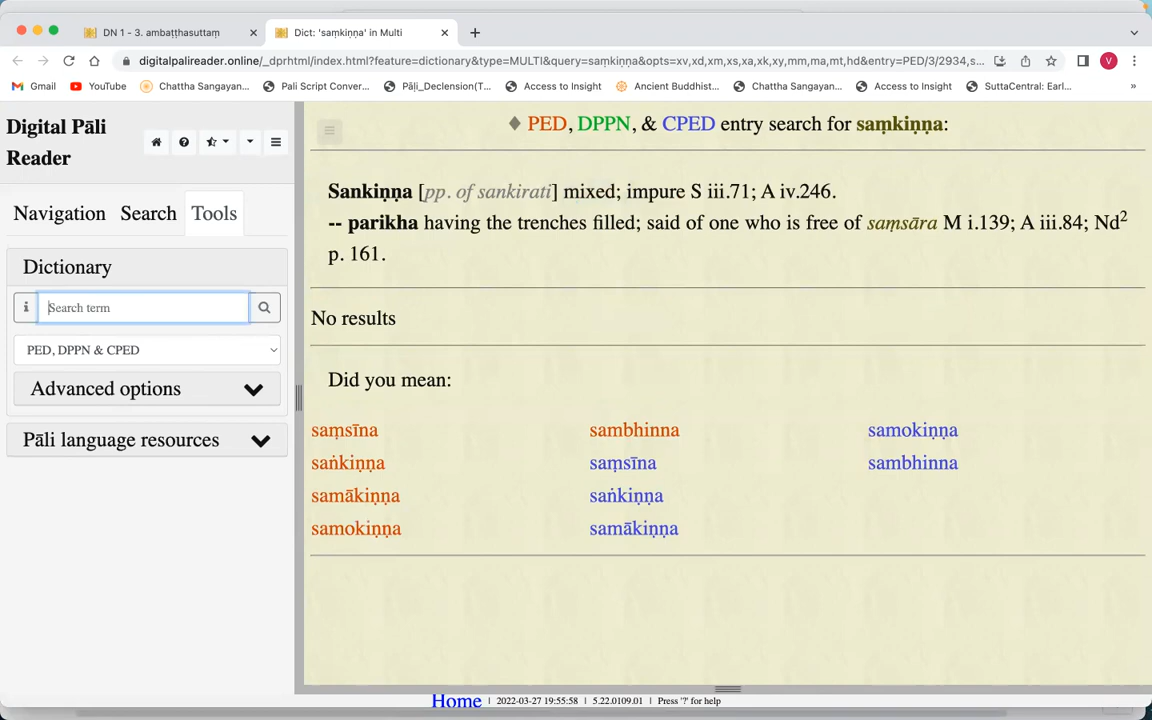 DN 1 - 3. ambaṭṭhasuttaṃ
Dict: 'saṃkiṇṇa' in Multi
digitalpalireader.online/_dprhtml/index.html?feature=dictionary&type=MULTI&query=saṃkiṇṇa&opts=xv,xd,xm,xs,xa,xk,xy,mm,ma,mt,hd&entry=PED/3/2934,s...
V
Gmail
YouTube
Chattha Sangayan...
Pali Script Conver...
Pāḷi_Declension(T...
Access to Insight
Ancient Buddhist...
Chattha Sangayan...
Access to Insight
SuttaCentral: Earl...
»
Digital Pāli
Reader
Navigation
Search
Tools
Dictionary
Search term
PED, DPPN & CPED
Advanced options
Pāli language resources
♦ PED, DPPN, & CPED entry search for saṃkiṇṇa:
Sankiṇṇa [pp. of sankirati] mixed; impure S iii.71; A iv.246.
-- parikha having the trenches filled; said of one who is free of saṃsāra M i.139; A iii.84; Nd²
p. 161.
No results
Did you mean:
saṃsīna sambhinna samokiṇṇa
saṅkiṇṇa saṃsīna sambhinna
samākiṇṇa saṅkiṇṇa
samokiṇṇa samākiṇṇa
Home | 2022-03-27 19:55:58 | 5.22.0109.01 | Press '?' for help